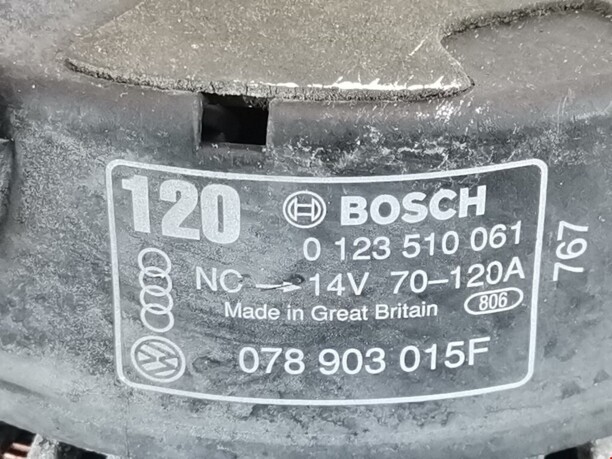 120 BOSCH
0 123 510 061
NC → 14V 70–120A
Made in Great Britain 806
078 903 015F
767